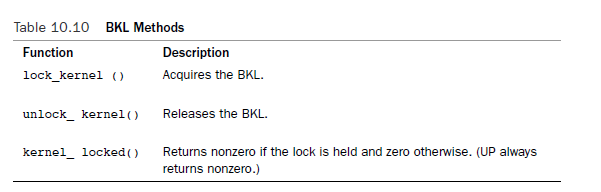 Table 10.10 BKL Methods
Function Description
lock_kernel () Acquires the BKL.
unlock_ kernel() Releases the BKL.
kernel_ locked() Returns nonzero if the lock is held and zero otherwise. (UP always
returns nonzero.)